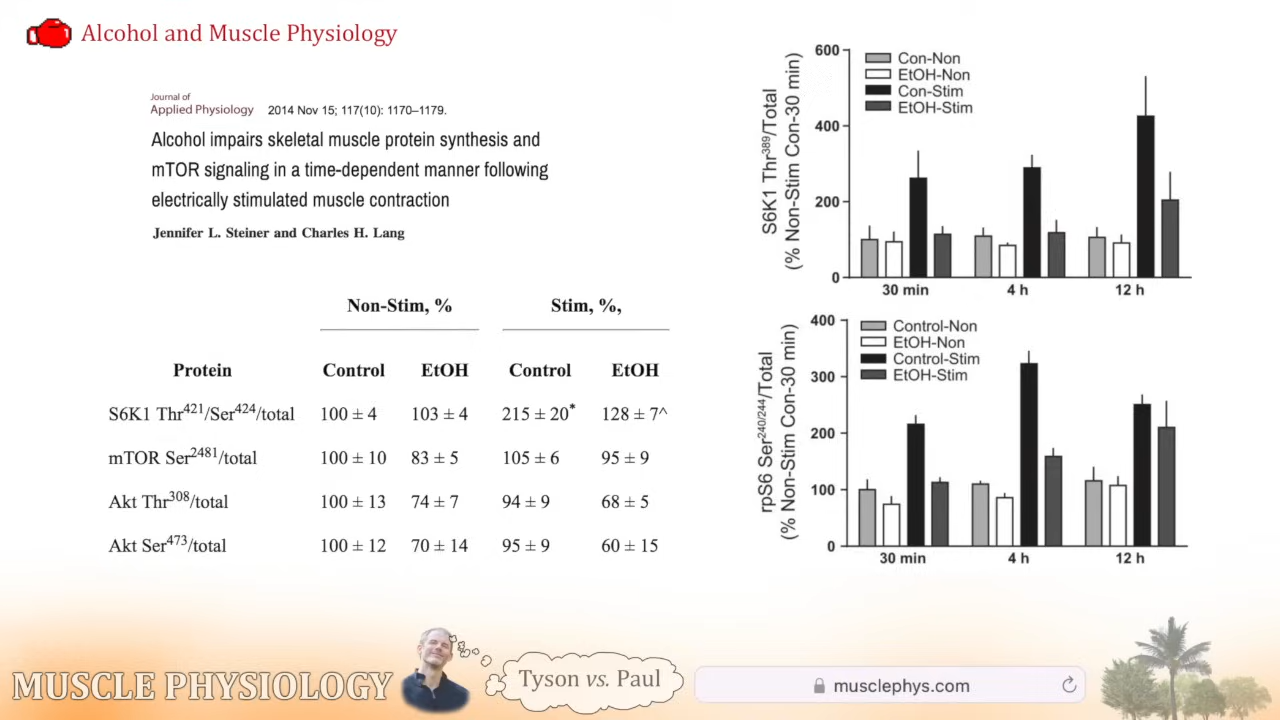 Alcohol and Muscle Physiology
Journal of
Applied Physiology 2014 Nov 15; 117(10): 1170–1179.
Alcohol impairs skeletal muscle protein synthesis and
mTOR signaling in a time-dependent manner following
electrically stimulated muscle contraction
Jennifer L. Steiner and Charles H. Lang
Non-Stim, % Stim, %,
Protein Control EtOH Control EtOH
S6K1 Thr⁴²¹/Ser⁴²⁴/total 100 ± 4 103 ± 4 215 ± 20* 128 ± 7^
mTOR Ser²⁴⁸¹/total 100 ± 10 83 ± 5 105 ± 6 95 ± 9
Akt Thr³⁰⁸/total 100 ± 13 74 ± 7 94 ± 9 68 ± 5
Akt Ser⁴⁷³/total 100 ± 12 70 ± 14 95 ± 9 60 ± 15
S6K1 Thr³⁸⁹/Total
(% Non-Stim Con-30 min)
600
400
200
0
Con-Non
EtOH-Non
Con-Stim
EtOH-Stim
30 min 4 h 12 h
rpS6 Ser²⁴⁰/²⁴⁴/Total
(% Non-Stim Con-30 min)
400
300
200
100
0
Control-Non
EtOH-Non
Control-Stim
EtOH-Stim
30 min 4 h 12 h
MUSCLE PHYSIOLOGY
Tyson vs. Paul
musclephys.com